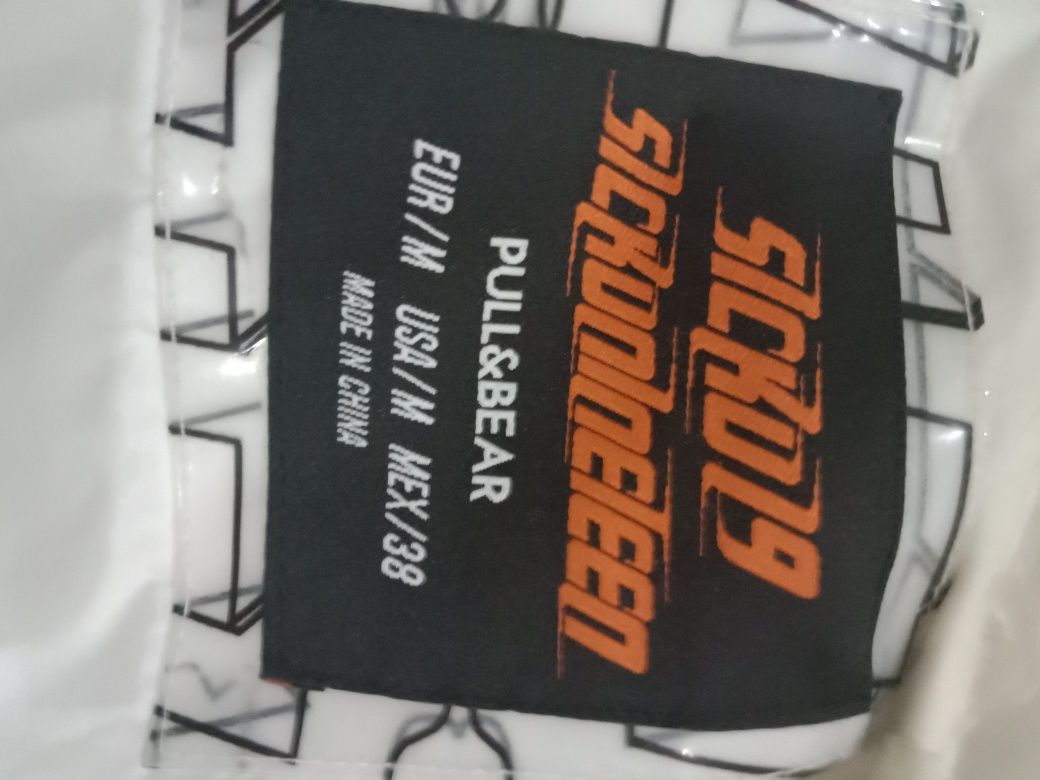 SICKO19
SICKONINETEEN
PULL&BEAR
EUR/M USA/M MEX/38
MADE IN CHINA